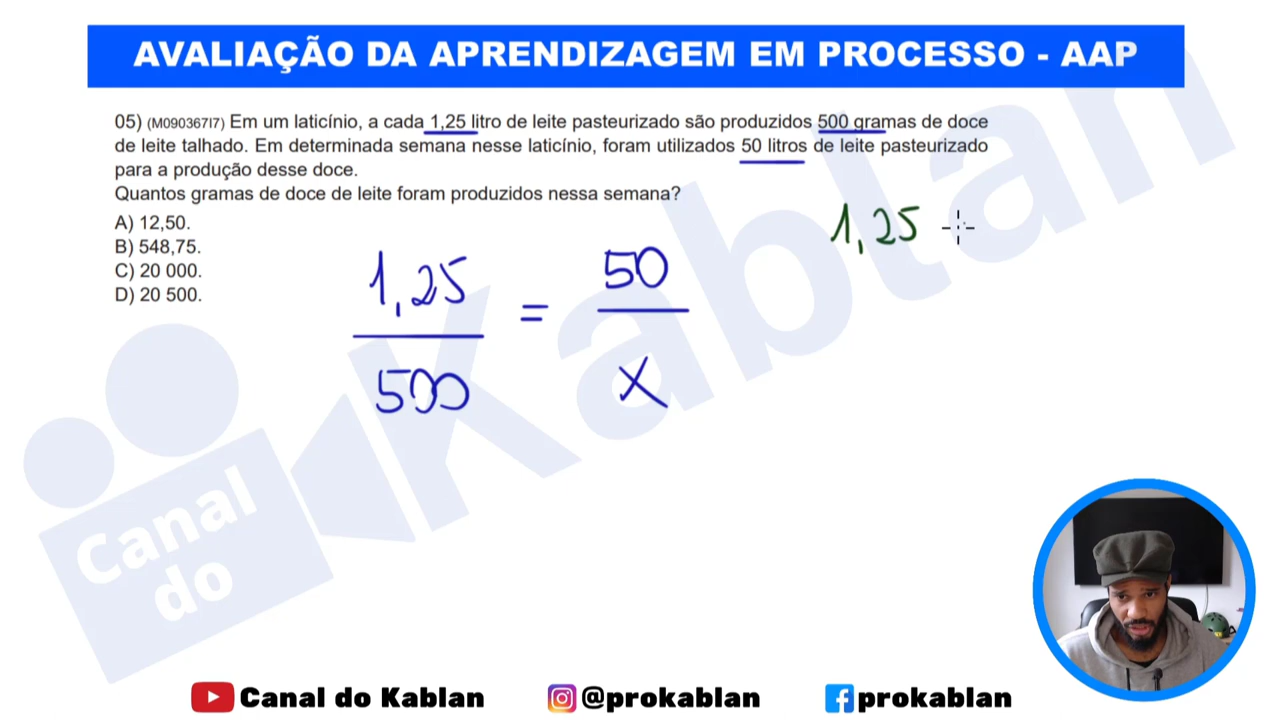 AVALIAÇÃO DA APRENDIZAGEM EM PROCESSO - AAP
05) (M090367I7) Em um laticínio, a cada 1,25 litro de leite pasteurizado são produzidos 500 gramas de doce
de leite talhado. Em determinada semana nesse laticínio, foram utilizados 50 litros de leite pasteurizado
para a produção desse doce.
Quantos gramas de doce de leite foram produzidos nessa semana?
A) 12,50.
B) 548,75.
C) 20 000.
D) 20 500.
1,25
1,25 = 50
500 x
Canal do Kablan
Canal do Kablan @prokablan prokablan